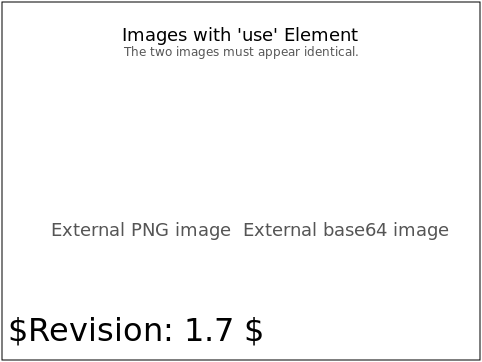 Images with 'use' Element
The two images must appear identical.
External PNG image External base64 image
$Revision: 1.7 $